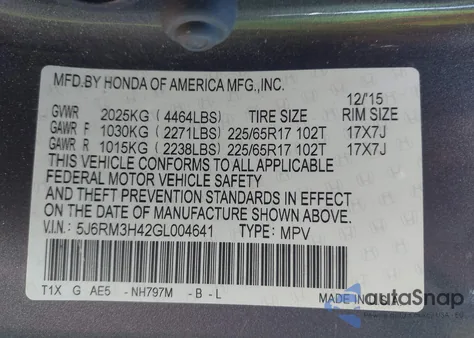 MFD.BY HONDA OF AMERICA MFG.,INC.
12/'15
GVWR 2025KG (4464LBS) TIRE SIZE RIM SIZE
GAWR F 1030KG (2271LBS) 225/65R17 102T 17X7J
GAWR R 1015KG (2238LBS) 225/65R17 102T 17X7J
THIS VEHICLE CONFORMS TO ALL APPLICABLE
FEDERAL MOTOR VEHICLE SAFETY
AND THEFT PREVENTION STANDARDS IN EFFECT
ON THE DATE OF MANUFACTURE SHOWN ABOVE.
V.I.N.: 5J6RM3H42GL004641 TYPE: MPV
T1X G AE5 -NH797M -B-L MADE IN
autaSnap